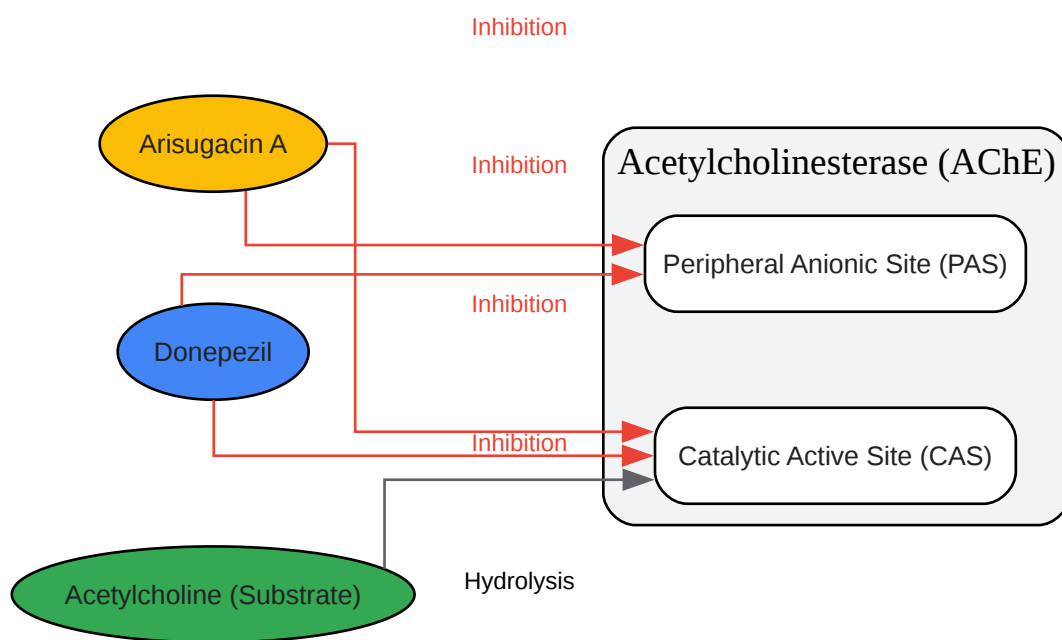 Inhibition
Arisugacin A
Inhibition
Acetylcholinesterase (AChE)
Peripheral Anionic Site (PAS)
Inhibition
Donepezil
Inhibition
Catalytic Active Site (CAS)
Hydrolysis
Acetylcholine (Substrate)